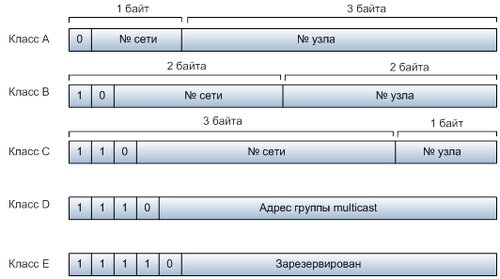 1 байт 3 байта
Класс A 0 № сети № узла
2 байта 2 байта
Класс B 1 0 № сети № узла
3 байта 1 байт
Класс C 1 1 0 № сети № узла
Класс D 1 1 1 0 Адрес группы multicast
Класс E 1 1 1 1 0 Зарезервирован